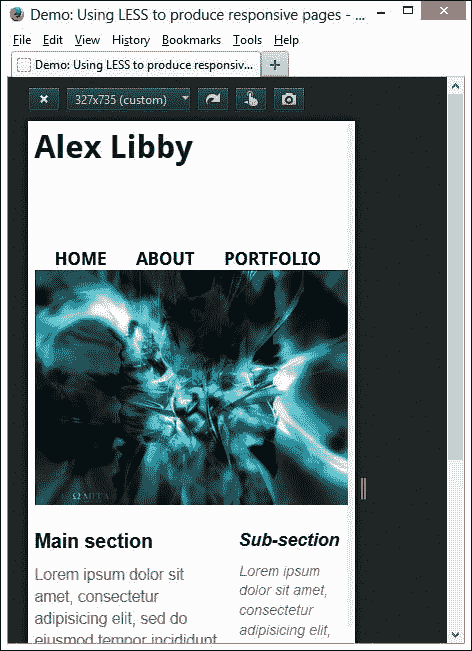 Demo: Using LESS to produce responsive pages - ...
File Edit View History Bookmarks Tools Help
Demo: Using LESS to produce responsiv...
327x735 (custom)
Alex Libby
HOME ABOUT PORTFOLIO
Main section
Lorem ipsum dolor sit
amet, consectetur
adipisicing elit, sed do
eiusmod tempor incididunt
Sub-section
Lorem ipsum
dolor sit amet,
consectetur
adipisicing elit,